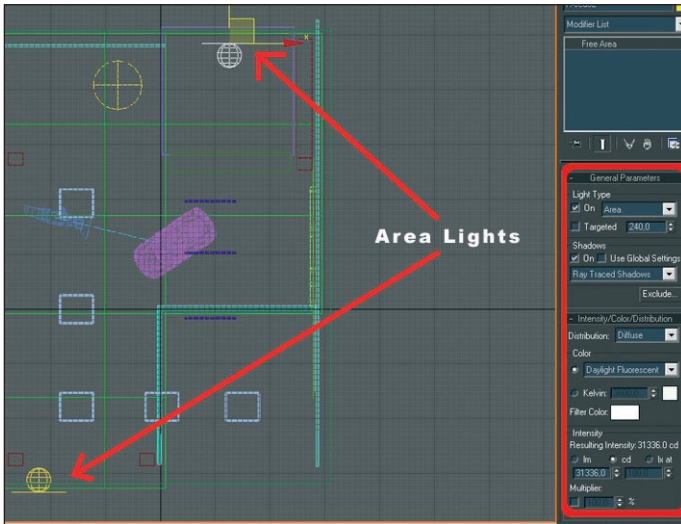 Modifier List
Free Area
x
Area Lights
- General Parameters
Light Type
On Area
Targeted 240,0
Shadows
On Use Global Settings
Ray Traced Shadows
Exclude...
- Intensity/Color/Distribution
Distribution: Diffuse
Color
Daylight Fluorescent
Kelvin:
Filter Color:
Intensity
Resulting Intensity: 31336.0 cd
lm cd lx at
31336,0
Multiplier:
%